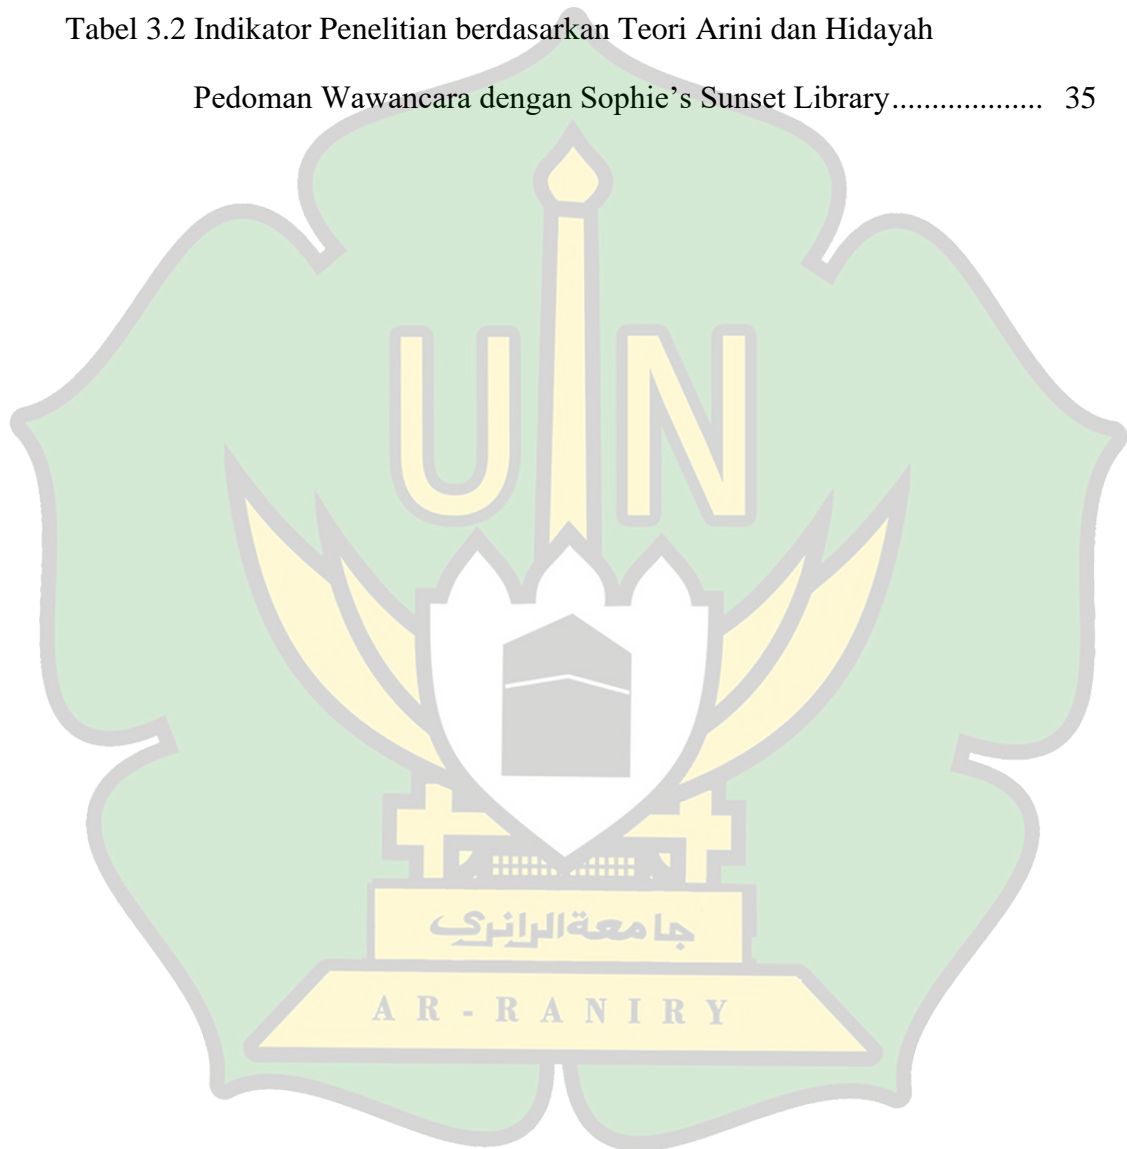 Tabel 3.2 Indikator Penelitian berdasarkan Teori Arini dan Hidayah
Pedoman Wawancara dengan Sophie’s Sunset Library................... 35
UIN
جامعةالرانري
AR-RANIRY